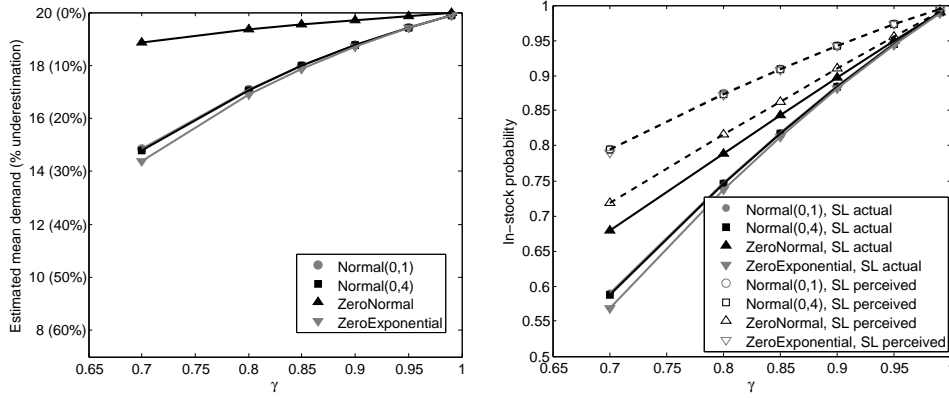 Estimated mean demand (% underestimation)
20 (0%)
18 (10%)
16 (20%)
14 (30%)
12 (40%)
10 (50%)
8 (60%)
0.65 0.7 0.75 0.8 0.85 0.9 0.95 1
γ
Normal(0,1)
Normal(0,4)
ZeroNormal
ZeroExponential
In−stock probability
1
0.95
0.9
0.85
0.8
0.75
0.7
0.65
0.6
0.55
0.5
0.65 0.7 0.75 0.8 0.85 0.9 0.95
γ
Normal(0,1), SL actual
Normal(0,4), SL actual
ZeroNormal, SL actual
ZeroExponential, SL actual
Normal(0,1), SL perceived
Normal(0,4), SL perceived
ZeroNormal, SL perceived
ZeroExponential, SL perceived